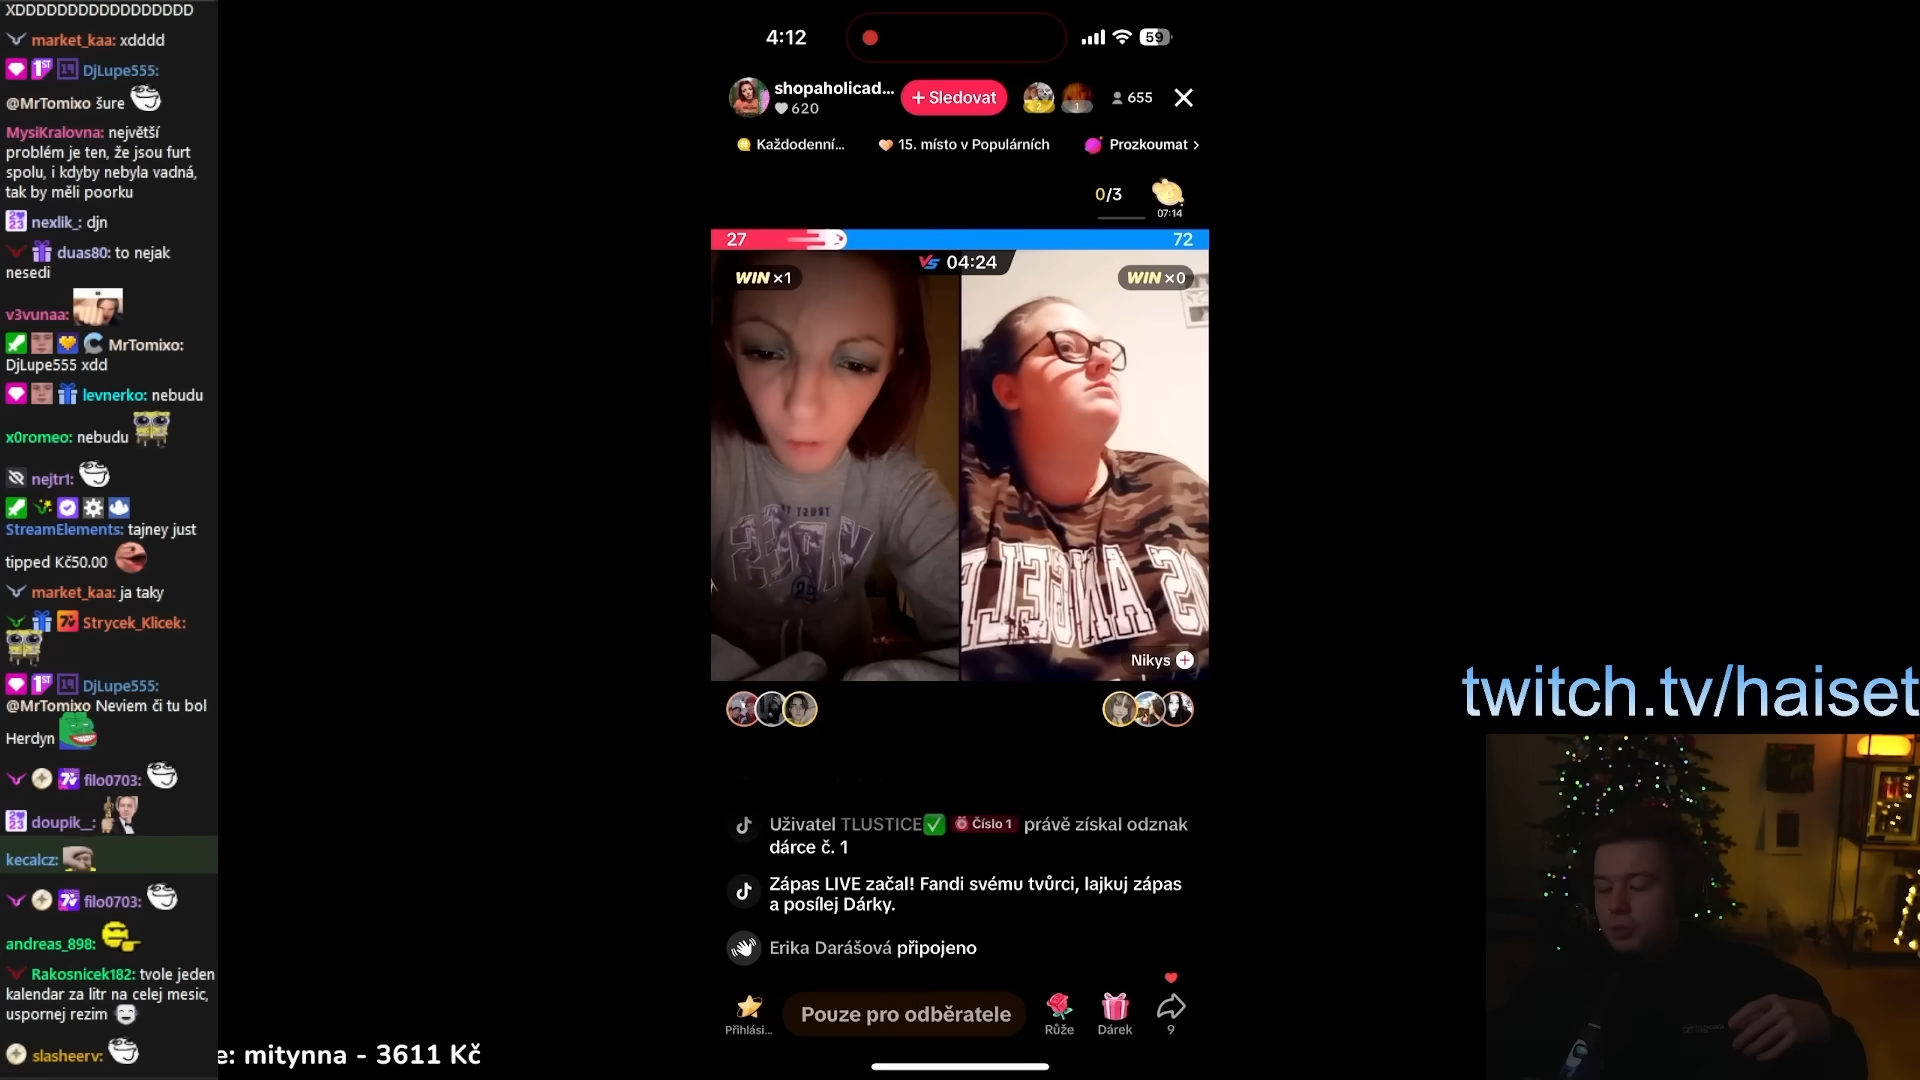 XDDDDDDDDDDDDDDDDD
market_kaa: xdddd
DjLupe555:
@MrTomixo šure
MysiKralovna: největší
problém je ten, že jsou furt
spolu, i kdyby nebyla vadná,
tak by měli poorku
nexlik_: djn
duas80: to nejak
nesedi
v3vunaa:
MrTomixo:
DjLupe555 xdd
levnerko: nebudu
x0romeo: nebudu
nejtr1:
StreamElements: tajney just
tipped Kč50.00
market_kaa: ja taky
Strycek_Klicek:
DjLupe555:
@MrTomixo Neviem či tu bol
Herdyn
filo0703:
doupik__:
kecalcz:
filo0703:
andreas_898:
Rakosnicek182: tvole jeden
kalendar za litr na celej mesic,
uspornej rezim
slasheerv:
e: mitynna - 3611 Kč
4:12
59
shopaholicad...
620
+ Sledovat
2
1
655
Každodenní...
15. místo v Populárních
Prozkoumat >
0/3
07:14
27
72
VS 04:24
WIN ×1
WIN ×0
Nikys
Uživatel TLUSTICE Číslo 1 právě získal odznak
dárce č. 1
Zápas LIVE začal! Fandi svému tvůrci, lajkuj zápas
a posílej Dárky.
Erika Darášová připojeno
Přihlási...
Pouze pro odběratele
Růže
Dárek
9
twitch.tv/haiset